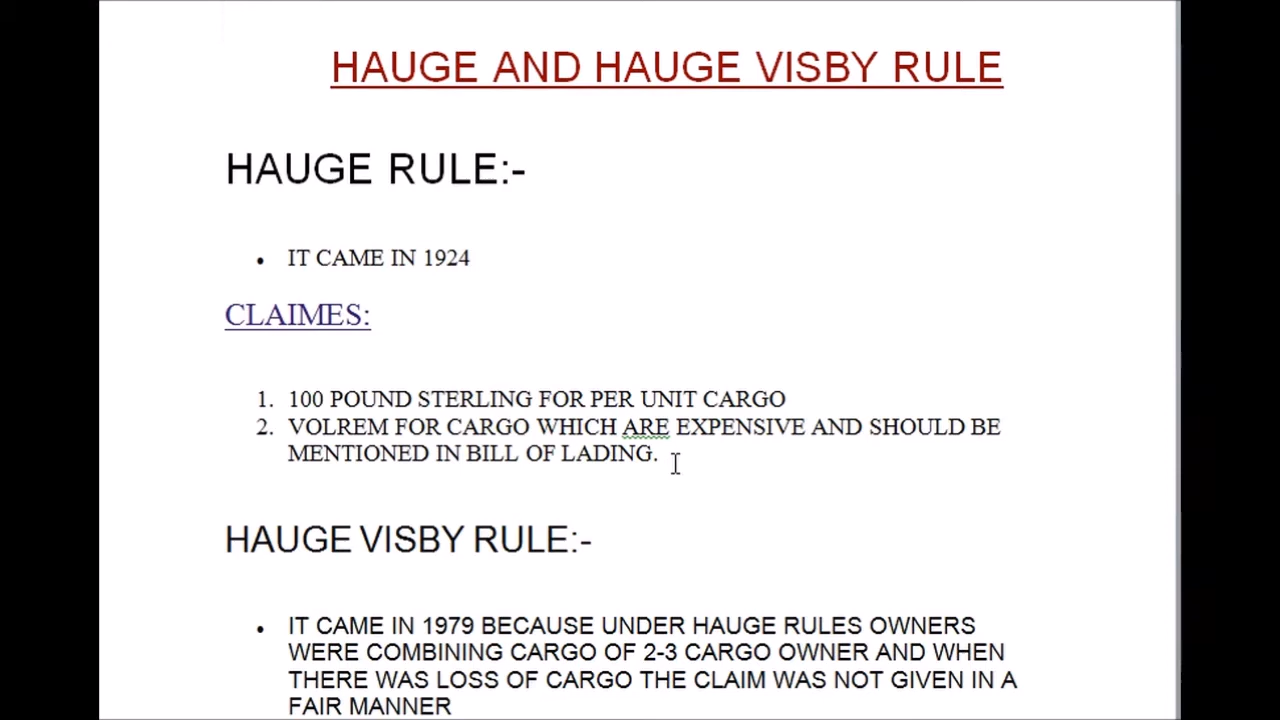 HAUGE AND HAUGE VISBY RULE
HAUGE RULE:-
• IT CAME IN 1924
CLAIMES:
1. 100 POUND STERLING FOR PER UNIT CARGO
2. VOLREM FOR CARGO WHICH ARE EXPENSIVE AND SHOULD BE
MENTIONED IN BILL OF LADING.
HAUGE VISBY RULE:-
• IT CAME IN 1979 BECAUSE UNDER HAUGE RULES OWNERS
WERE COMBINING CARGO OF 2-3 CARGO OWNER AND WHEN
THERE WAS LOSS OF CARGO THE CLAIM WAS NOT GIVEN IN A
FAIR MANNER